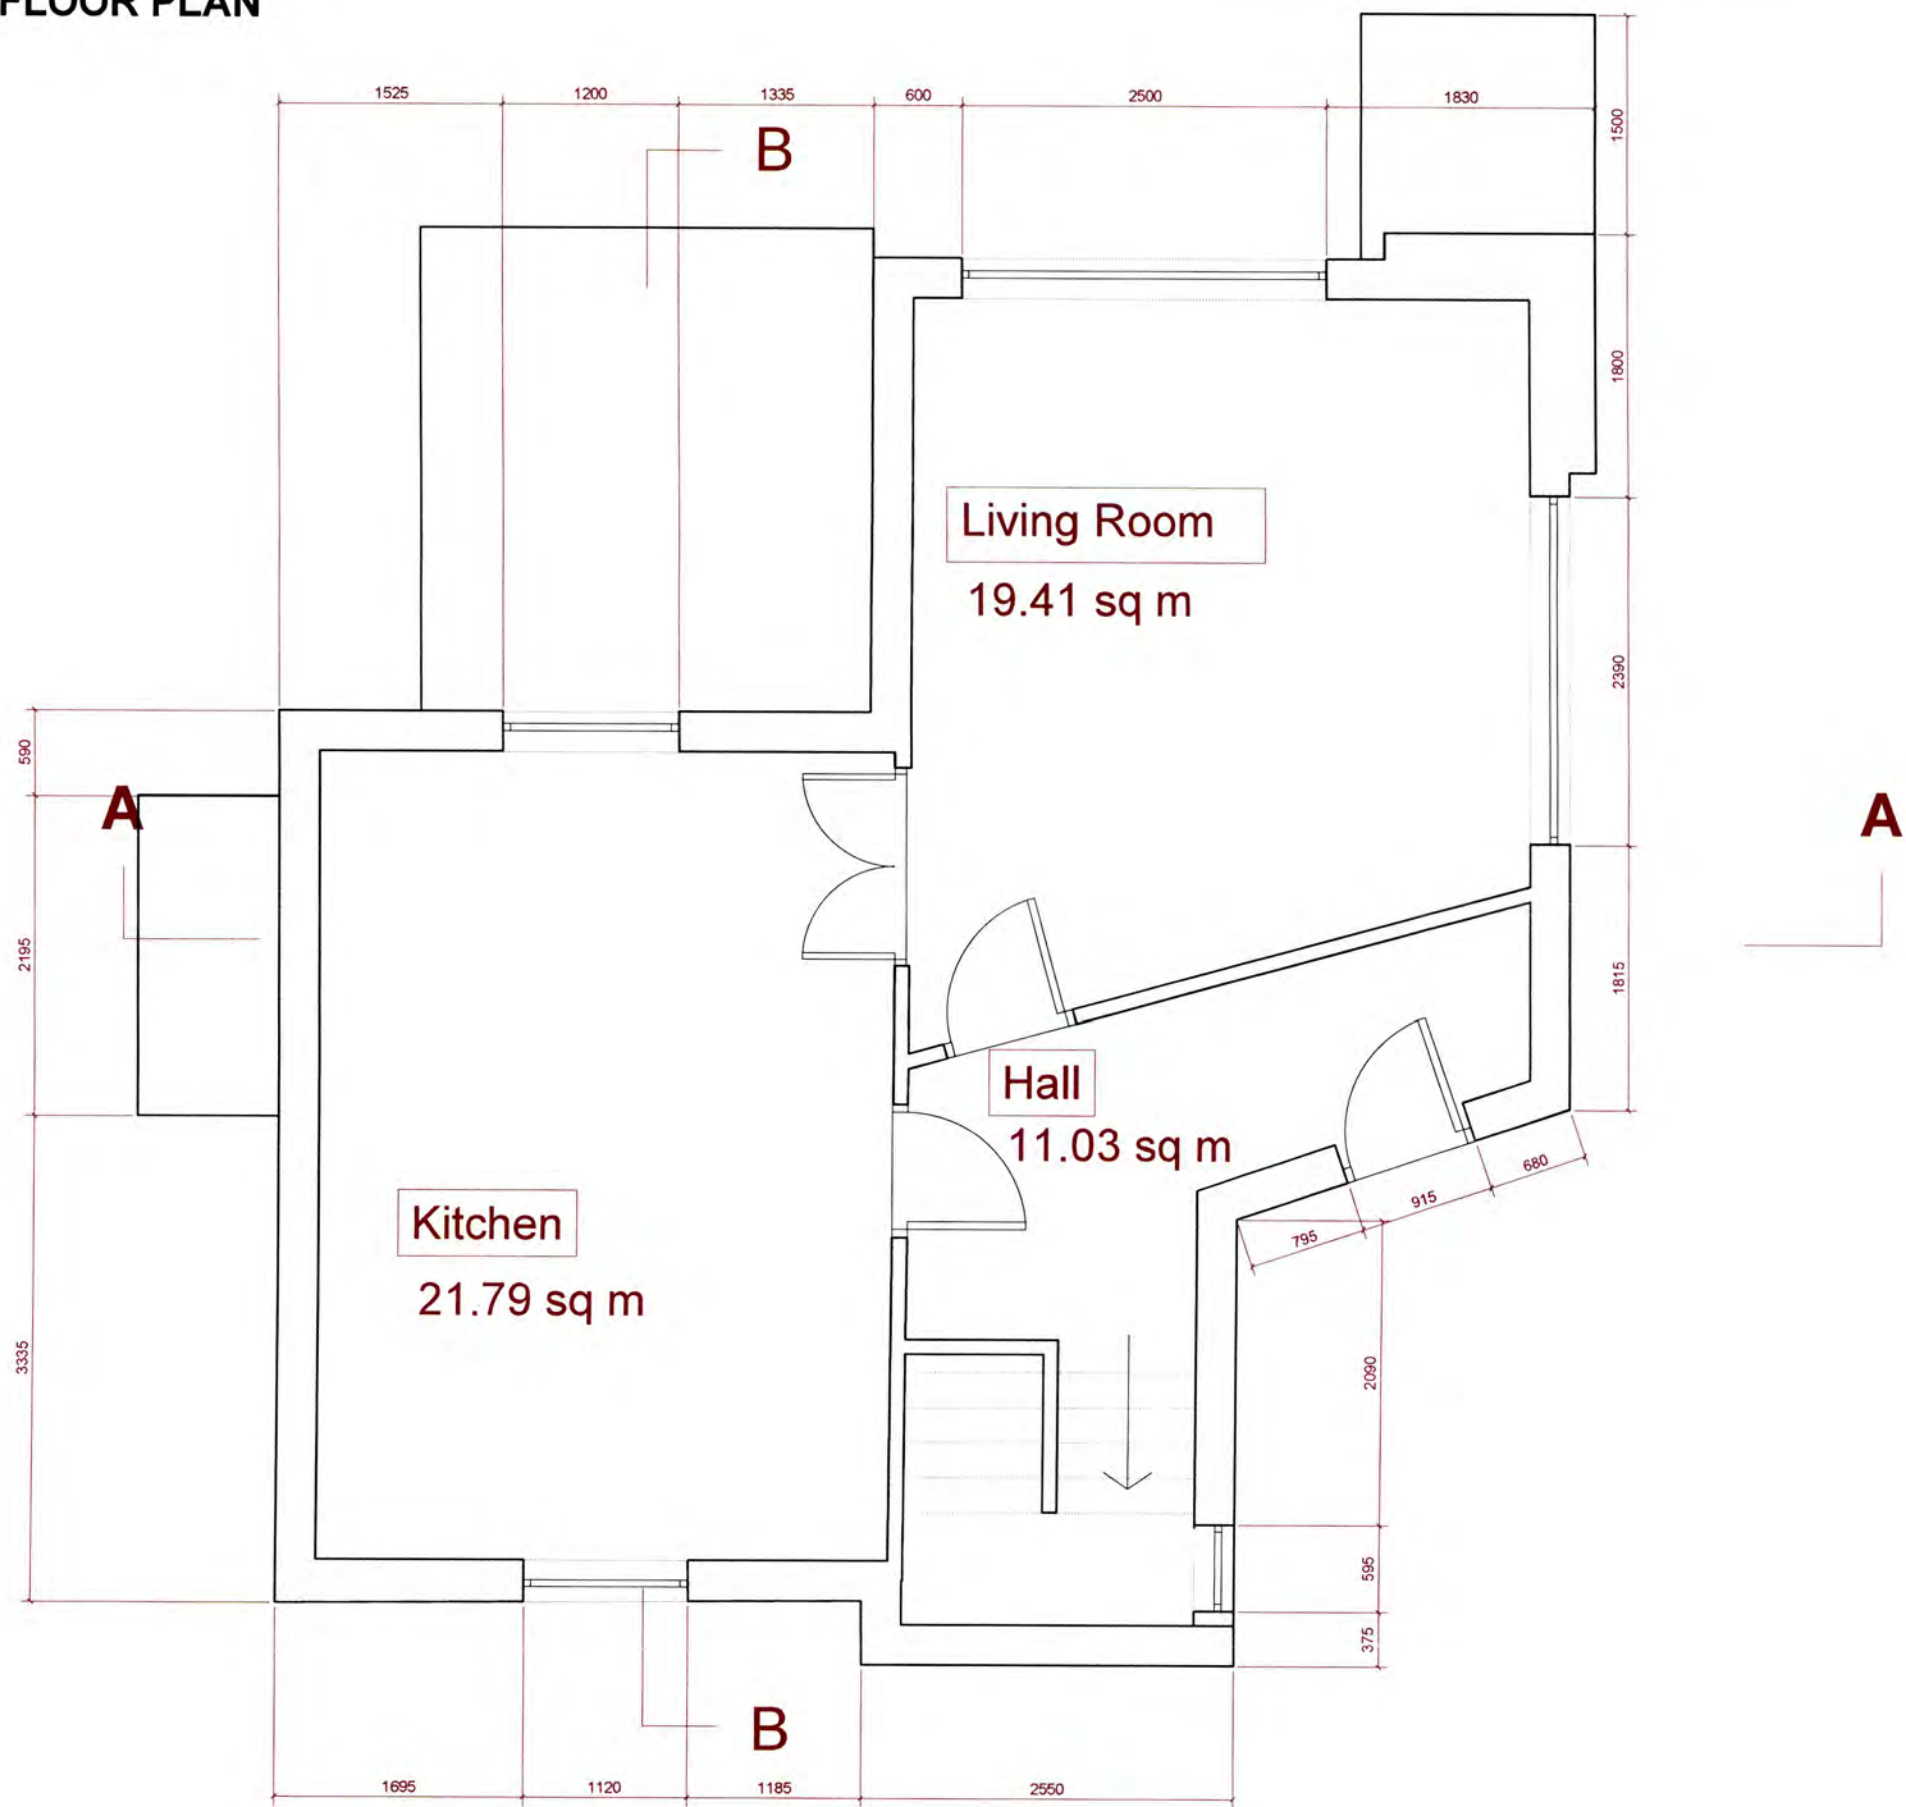 FLOOR PLAN
1525
1200
1335
600
2500
1830
1500
B
1800
Living Room
19.41 sq m
2390
590
A
A
2195
1815
Hall
11.03 sq m
680
915
795
Kitchen
21.79 sq m
3335
2090
595
375
B
1695
1120
1185
2550